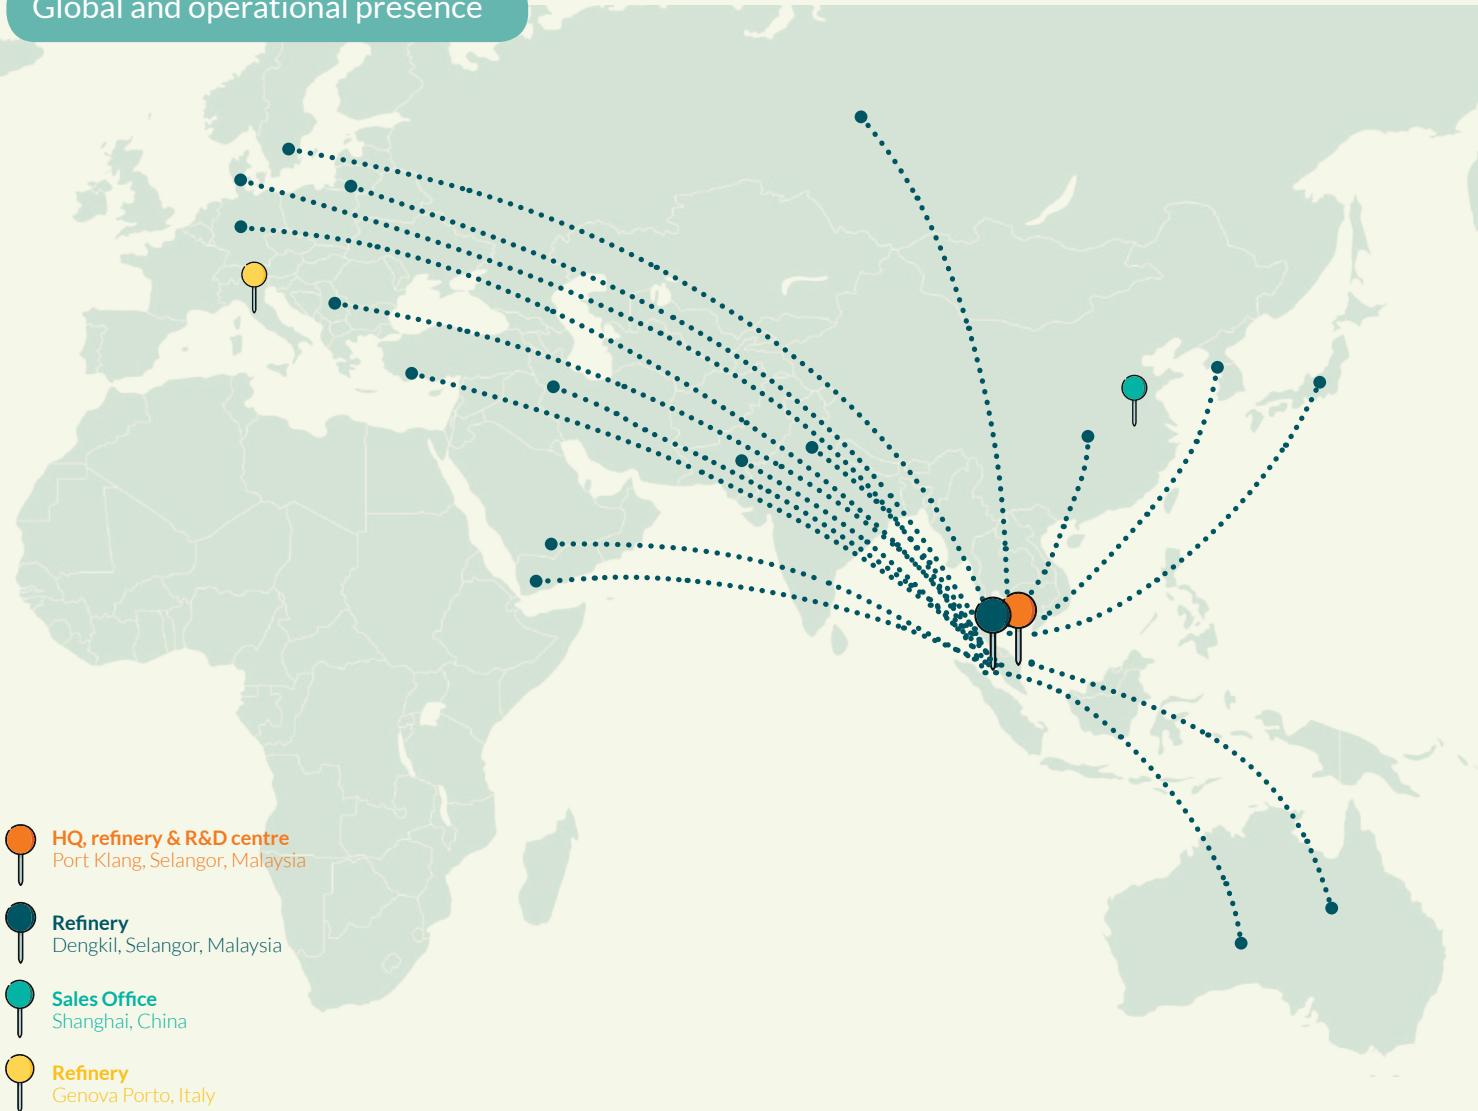 Global and operational presence
HQ, refinery & R&D centre
Port Klang, Selangor, Malaysia
Refinery
Dengkil, Selangor, Malaysia
Sales Office
Shanghai, China
Refinery
Genova Porto, Italy